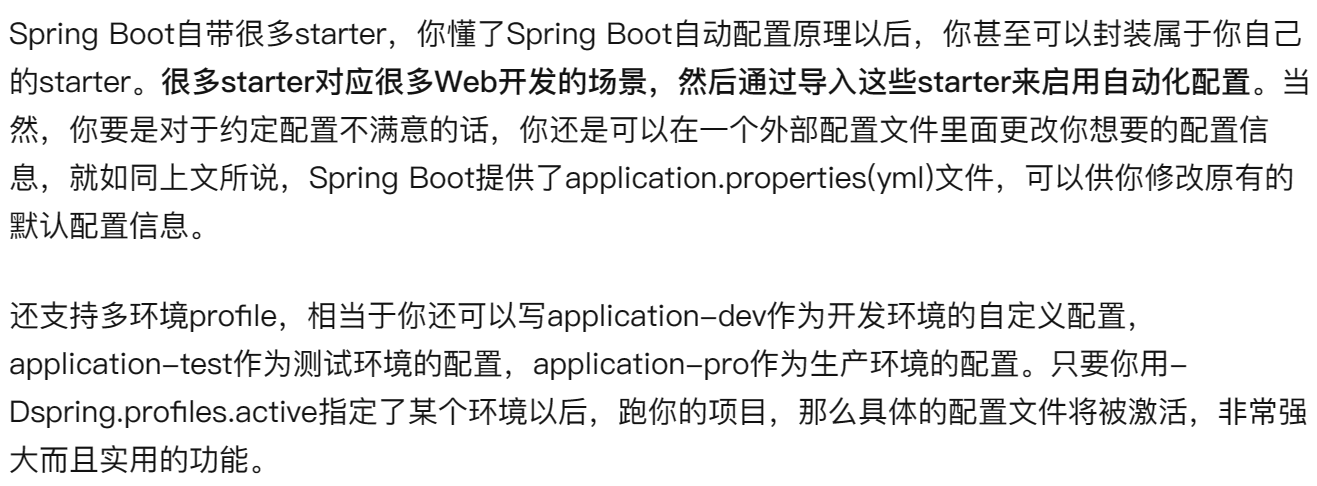 Spring Boot自带很多starter，你懂了Spring Boot自动配置原理以后，你甚至可以封装属于你自己
的starter。很多starter对应很多Web开发的场景，然后通过导入这些starter来启用自动化配置。当
然，你要是对于约定配置不满意的话，你还是可以在一个外部配置文件里面更改你想要的配置信
息，就如同上文所说，Spring Boot提供了application.properties(yml)文件，可以供你修改原有的
默认配置信息。
还支持多环境profile，相当于你还可以写application-dev作为开发环境的自定义配置，
application-test作为测试环境的配置，application-pro作为生产环境的配置。只要你用-
Dspring.profiles.active指定了某个环境以后，跑你的项目，那么具体的配置文件将被激活，非常强
大而且实用的功能。